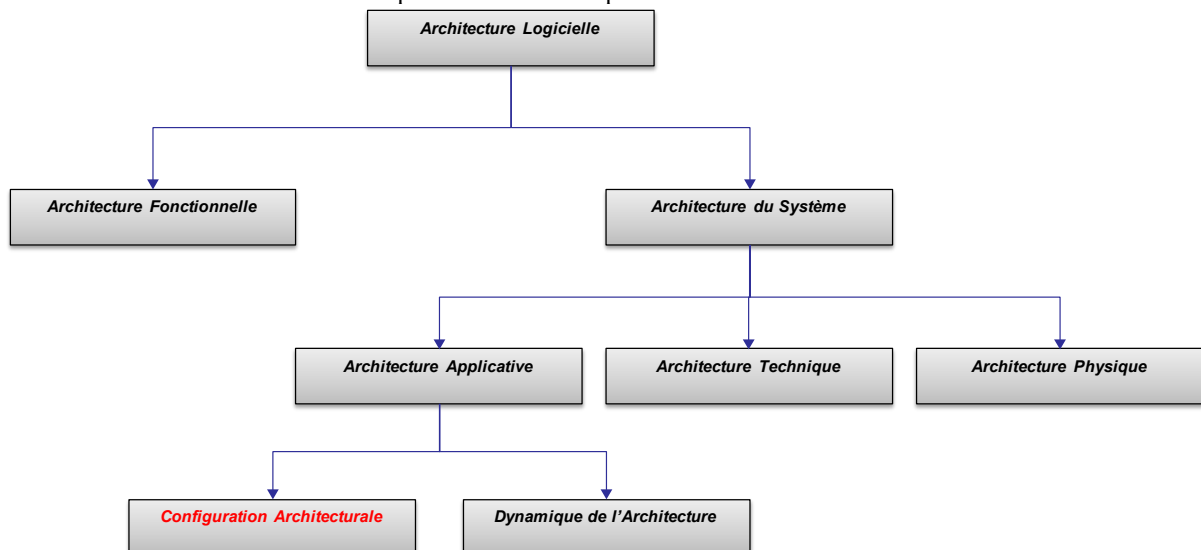 Architecture Logicielle
Architecture Fonctionnelle
Architecture du Système
Architecture Applicative
Architecture Technique
Architecture Physique
Configuration Architecturale
Dynamique de l'Architecture